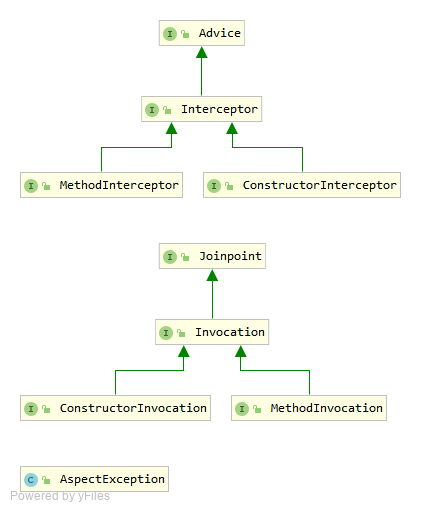 I Advice
I Interceptor
I MethodInterceptor
I ConstructorInterceptor
I Joinpoint
I Invocation
I ConstructorInvocation
I MethodInvocation
C AspectException
Powered by yFiles